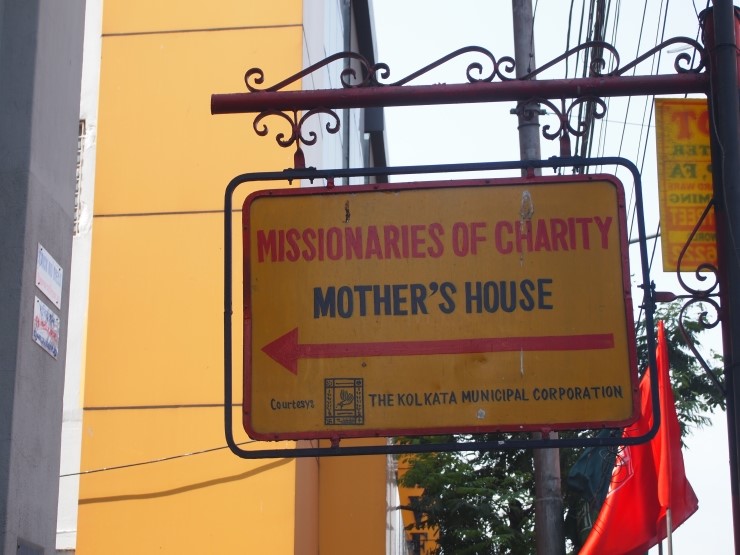 MISSIONARIES OF CHARITY
MOTHER'S HOUSE
Courtesy:
THE KOLKATA MUNICIPAL CORPORATION